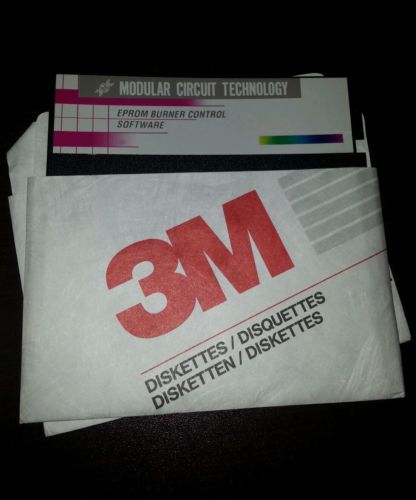 MODULAR CIRCUIT TECHNOLOGY
EPROM BURNER CONTROL
SOFTWARE
3M
DISKETTES / DISQUETTES
DISKETTEN / DISKETTES